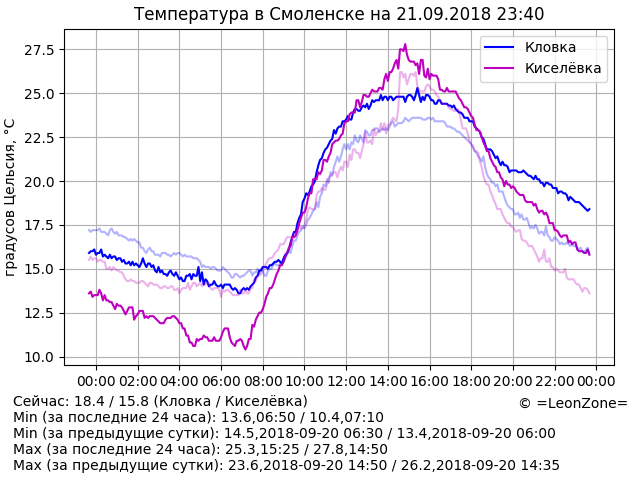 Температура в Смоленске на 21.09.2018 23:40
Кловка
Киселёвка
градусов Цельсия, °C
27.5
25.0
22.5
20.0
17.5
15.0
12.5
10.0
00:00 02:00 04:00 06:00 08:00 10:00 12:00 14:00 16:00 18:00 20:00 22:00 00:00
Сейчас: 18.4 / 15.8 (Кловка / Киселёвка)
© =LeonZone=
Min (за последние 24 часа): 13.6,06:50 / 10.4,07:10
Min (за предыдущие сутки): 14.5,2018-09-20 06:30 / 13.4,2018-09-20 06:00
Max (за последние 24 часа): 25.3,15:25 / 27.8,14:50
Max (за предыдущие сутки): 23.6,2018-09-20 14:50 / 26.2,2018-09-20 14:35